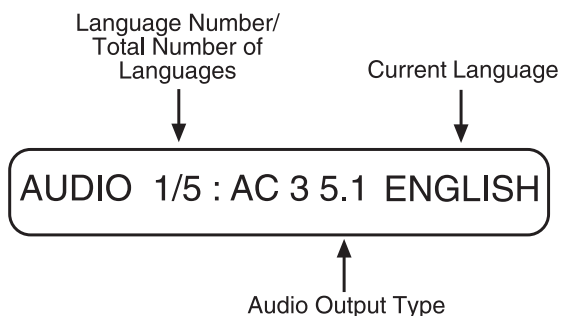 Language Number/
Total Number of
Languages
Current Language
AUDIO 1/5 : AC 3 5.1 ENGLISH
Audio Output Type